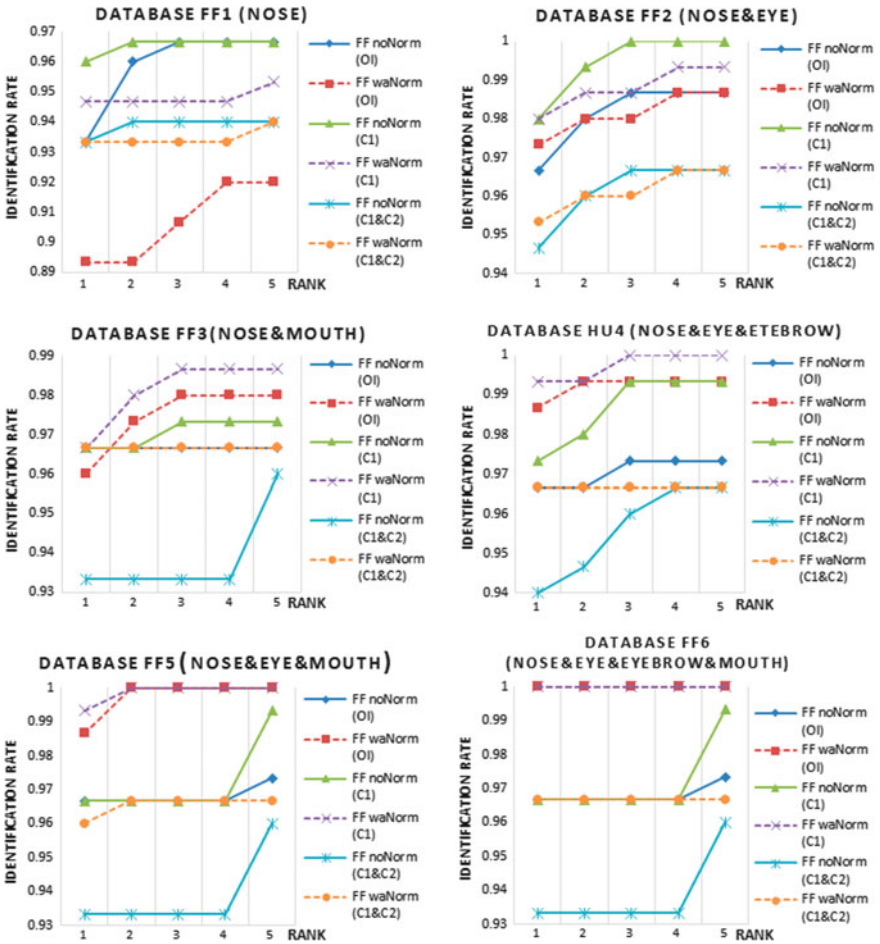 DATABASE FF1 (NOSE)
IDENTIFICATION RATE
0.97
0.96
0.95
0.94
0.93
0.92
0.91
0.9
0.89
1 2 3 4 5 RANK
FF noNorm
(OI)
FF waNorm
(OI)
FF noNorm
(C1)
FF waNorm
(C1)
FF noNorm
(C1&C2)
FF waNorm
(C1&C2)
DATABASE FF2 (NOSE&EYE)
IDENTIFICATION RATE
1
0.99
0.98
0.97
0.96
0.95
0.94
1 2 3 4 5 RANK
FF noNorm
(OI)
FF waNorm
(OI)
FF noNorm
(C1)
FF waNorm
(C1)
FF noNorm
(C1&C2)
FF waNorm
(C1&C2)
DATABASE FF3(NOSE&MOUTH)
IDENTIFICATION RATE
0.99
0.98
0.97
0.96
0.95
0.94
0.93
1 2 3 4 5 RANK
FF noNorm
(OI)
FF waNorm
(OI)
FF noNorm
(C1)
FF waNorm
(C1)
FF noNorm
(C1&C2)
FF waNorm
(C1&C2)
DATABASE HU4 (NOSE&EYE&ETEBROW)
IDENTIFICATION RATE
1
0.99
0.98
0.97
0.96
0.95
0.94
1 2 3 4 5 RANK
FF noNorm
(OI)
FF waNorm
(OI)
FF noNorm
(C1)
FF waNorm
(C1)
FF noNorm
(C1&C2)
FF waNorm
(C1&C2)
DATABASE FF5 (NOSE&EYE&MOUTH)
IDENTIFICATION RATE
1
0.99
0.98
0.97
0.96
0.95
0.94
0.93
1 2 3 4 5 RANK
FF noNorm
(OI)
FF waNorm
(OI)
FF noNorm
(C1)
FF waNorm
(C1)
FF noNorm
(C1&C2)
FF waNorm
(C1&C2)
DATABASE FF6
(NOSE&EYE&EYEBROW&MOUTH)
IDENTIFICATION RATE
1
0.99
0.98
0.97
0.96
0.95
0.94
0.93
1 2 3 4 5 RANK
FF noNorm
(OI)
FF waNorm
(OI)
FF noNorm
(C1)
FF waNorm
(C1)
FF noNorm
(C1&C2)
FF waNorm
(C1&C2)